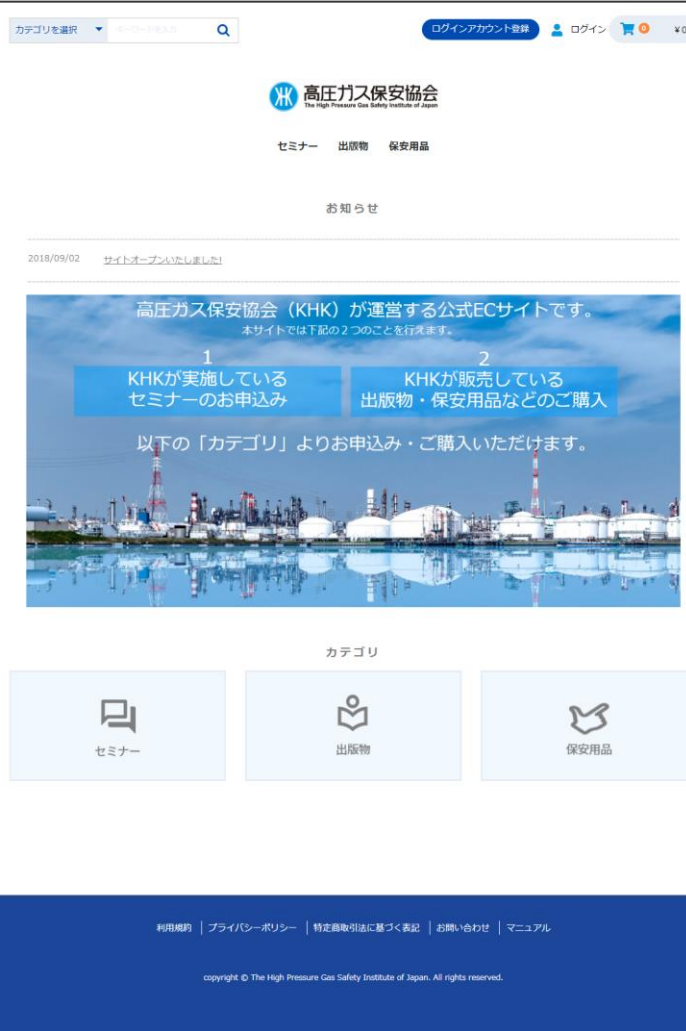 カテゴリを選択
キーワードを入力
ログインアカウント登録
ログイン
0
¥0
高圧ガス保安協会
The High Pressure Gas Safety Institute of Japan
セミナー 出版物 保安用品
お知らせ
2018/09/02 サイトオープンいたしました!
高圧ガス保安協会（KHK）が運営する公式ECサイトです。
本サイトでは下記の２つのことを行えます。
1
KHKが実施している
セミナーのお申込み
2
KHKが販売している
出版物・保安用品などのご購入
以下の「カテゴリ」よりお申込み・ご購入いただけます。
カテゴリ
セミナー
出版物
保安用品
利用規約 | プライバシーポリシー | 特定商取引法に基づく表記 | お問い合わせ | マニュアル
copyright © The High Pressure Gas Safety Institute of Japan. All rights reserved.